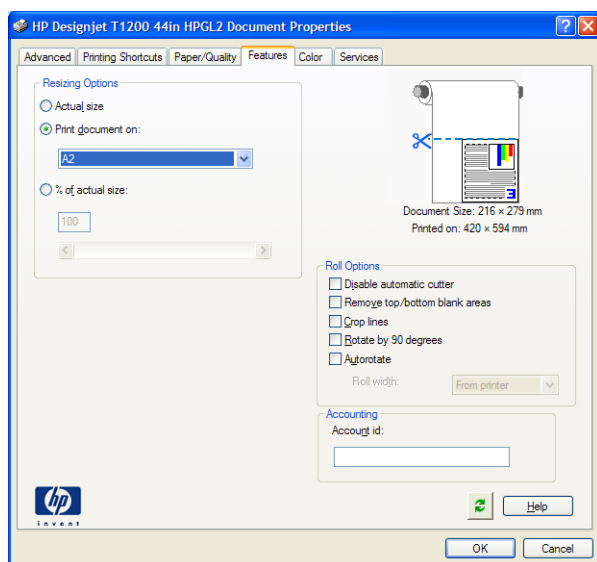 HP Designjet T1200 44in HPGL2 Document Properties
Advanced Printing Shortcuts Paper/Quality Features Color Services
Resizing Options
Actual size
Print document on:
A2
% of actual size:
100
3
Document Size: 216 × 279 mm
Printed on: 420 × 594 mm
Roll Options
Disable automatic cutter
Remove top/bottom blank areas
Crop lines
Rotate by 90 degrees
Autorotate
Roll width: From printer
Accounting
Account id:
hp
invent
Help
OK Cancel